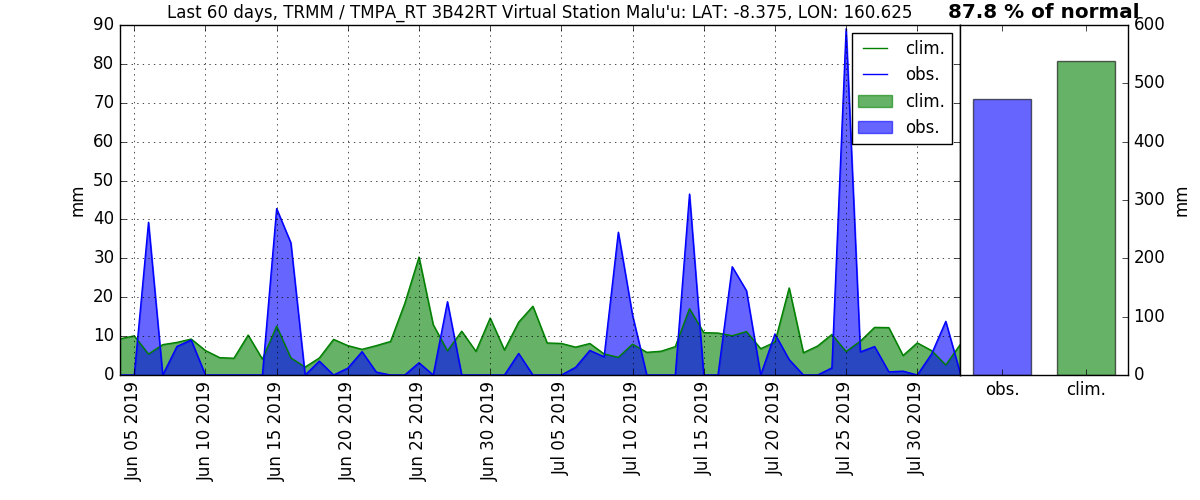 Last 60 days, TRMM / TMPA_RT 3B42RT Virtual Station Malu'u: LAT: -8.375, LON: 160.625
87.8 % of normal
90
80
70
60
50
40
30
20
10
0
mm
clim.
obs.
clim.
obs.
600
500
400
300
200
100
0
mm
Jun 05 2019
Jun 10 2019
Jun 15 2019
Jun 20 2019
Jun 25 2019
Jun 30 2019
Jul 05 2019
Jul 10 2019
Jul 15 2019
Jul 20 2019
Jul 25 2019
Jul 30 2019
obs.
clim.